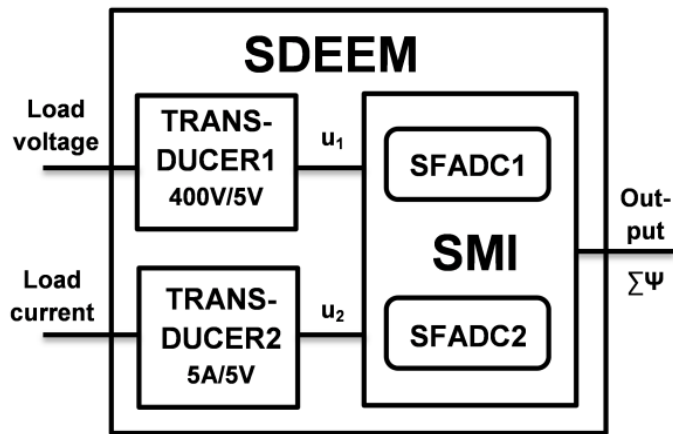 SDEEM
Load
voltage
TRANS-
DUCER1
400V/5V
u₁
SFADC1
SMI
Out-
put
∑Ψ
Load
current
TRANS-
DUCER2
5A/5V
u₂
SFADC2